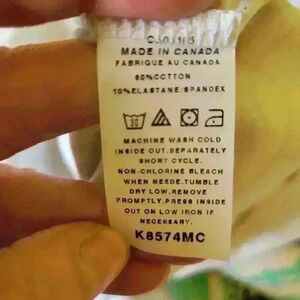 MADE IN CANADA
FABRIQUE AU CANADA
90%COTTON
10%ELASTANE/SPANDEX
30
MACHINE WASH COLD
INSIDE OUT.SEPARATELY
SHORT CYCLE.
NON-CHLORINE BLEACH
WHEN NEEDE.TUMBLE
DRY LOW.REMOVE
PROMPTLY.PRESS INSIDE
OUT ON LOW IRON IF
NECESSARY.
K8574MC